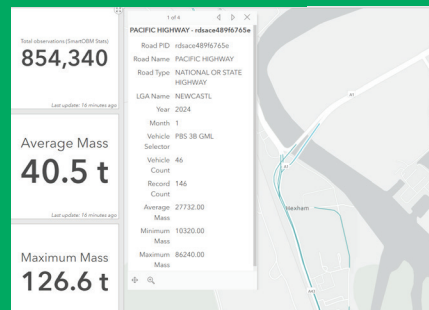 Total observations (SmartOBM Stats)
854,340
Last update: 16 minutes ago
Average Mass
40.5 t
Last update: 16 minutes ago
Maximum Mass
126.6 t
1 of 4
PACIFIC HIGHWAY - rdsace489f6765e
Road PID rdsace489f6765e
Road Name PACIFIC HIGHWAY
Road Type NATIONAL OR STATE
HIGHWAY
LGA Name NEWCASTL
Year 2024
Month 1
Vehicle PBS 3B GML
Selector
Vehicle 46
Count
Record 146
Count
Average 27732.00
Mass
Minimum 10320.00
Mass
Maximum 86240.00
Mass
A1
Hexham